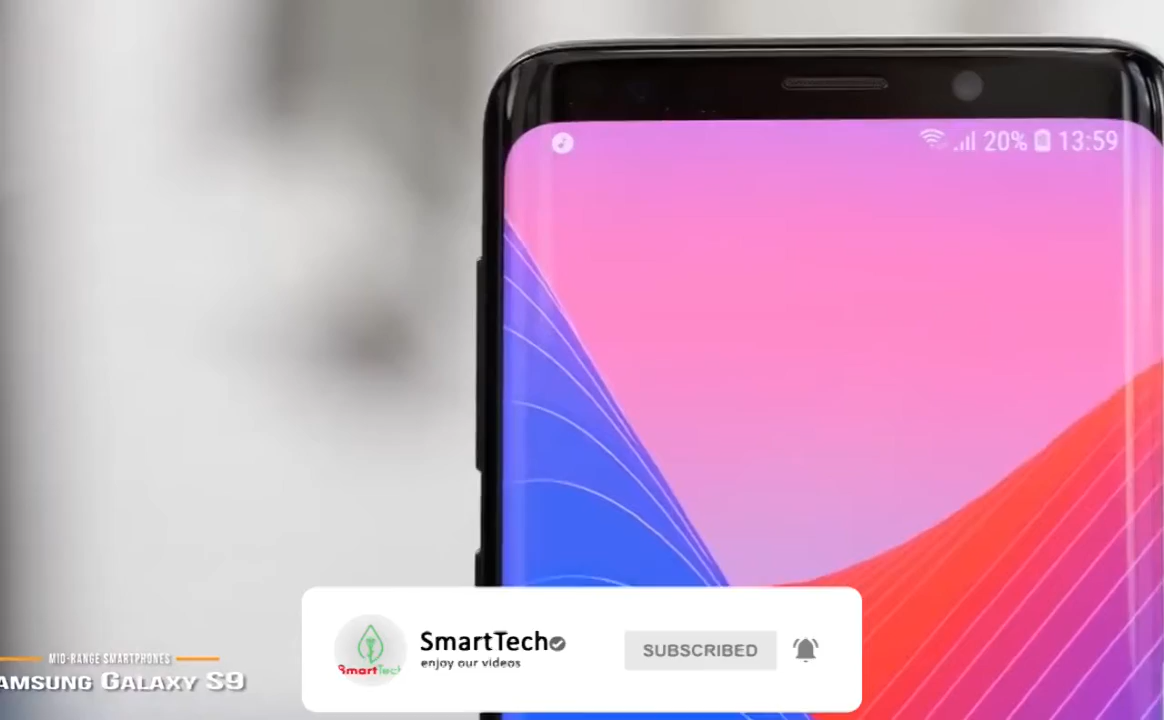 20% 13:59
MID-RANGE SMARTPHONES
AMSUNG GALAXY S9
SmartTech
enjoy our videos
SmartTech
SUBSCRIBED